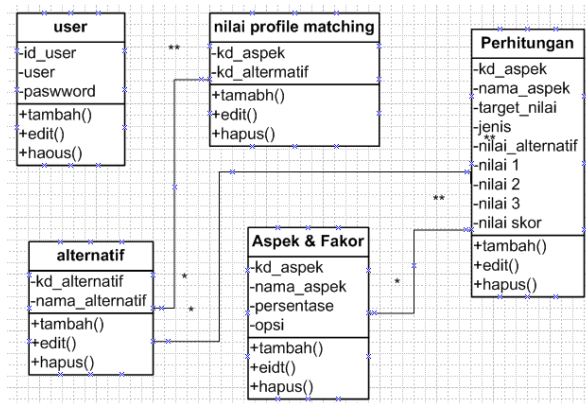 user
-id_user
-user
-paswword
+tambah()
+edit()
+haous()
**
nilai profile matching
-kd_aspek
-kd_altermatif
+tamabh()
+edit()
+hapus()
Perhitungan
-kd_aspek
-nama_aspek
-target_nilai
-jenis
**
-nilai_alternatif
-nilai 1
-nilai 2
-nilai 3
-nilai skor
+tambah()
+edit()
+hapus()
**
alternatif
-kd_alternatif
-nama_alternatif
+tambah()
+edit()
+hapus()
*
*
Aspek & Fakor
-kd_aspek
-nama_aspek
-persentase
-opsi
+tambah()
+eidt()
+hapus()
*